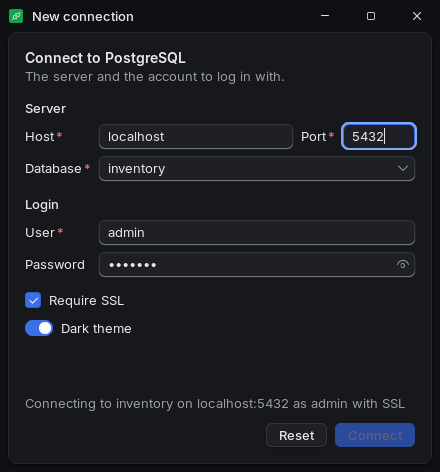 New connection
Connect to PostgreSQL
The server and the account to log in with.
Server
Host* localhost Port* 5432
Database* inventory
Login
User* admin
Password •••••••
Require SSL
Dark theme
Connecting to inventory on localhost:5432 as admin with SSL
Reset Connect